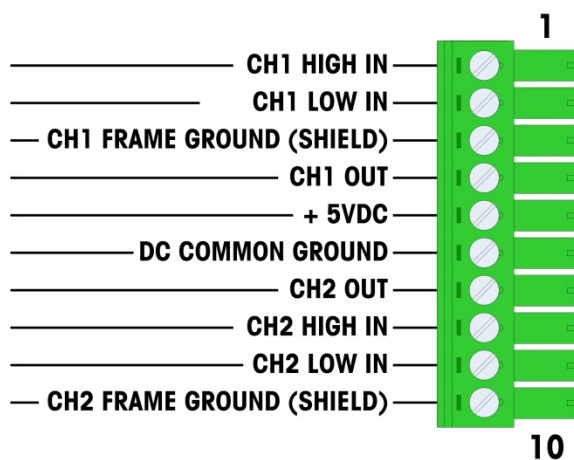 1
CH1 HIGH IN
CH1 LOW IN
CH1 FRAME GROUND (SHIELD)
CH1 OUT
+ 5VDC
DC COMMON GROUND
CH2 OUT
CH2 HIGH IN
CH2 LOW IN
CH2 FRAME GROUND (SHIELD)
10